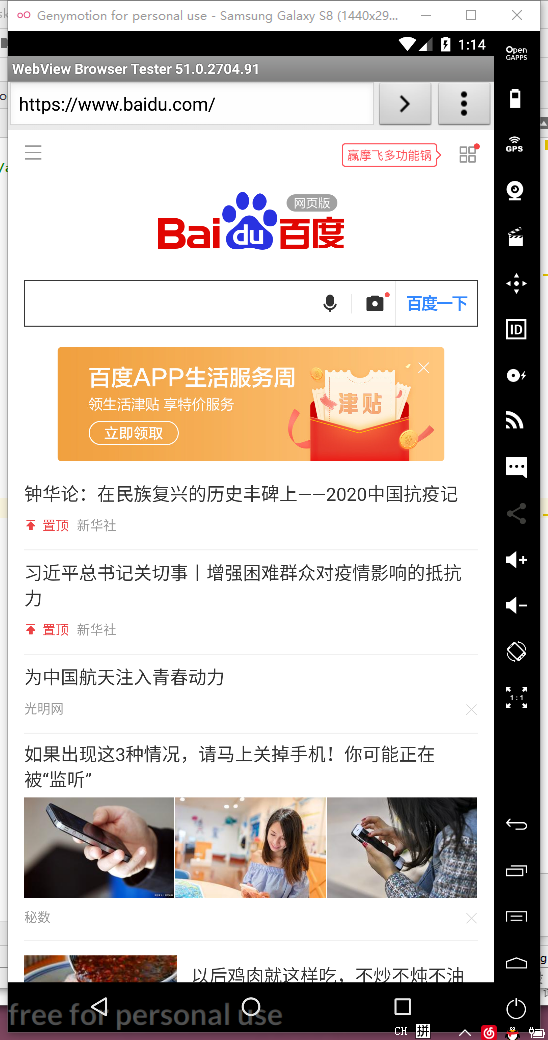 Genymotion for personal use - Samsung Galaxy S8 (1440x29...
1:14
WebView Browser Tester 51.0.2704.91
https://www.baidu.com/
赢摩飞多功能锅
网页版
Bai du 百度
百度一下
百度APP生活服务周
领生活津贴 享特价服务
立即领取
津贴
钟华论：在民族复兴的历史丰碑上——2020中国抗疫记
置顶 新华社
习近平总书记关切事丨增强困难群众对疫情影响的抵抗
力
置顶 新华社
为中国航天注入青春动力
光明网
如果出现这3种情况，请马上关掉手机！你可能正在
被“监听”
秘数
以后鸡肉就这样吃，不炒不炖不油
free for personal use
Open
GAPPS
GPS
ID
1:1
CH 拼